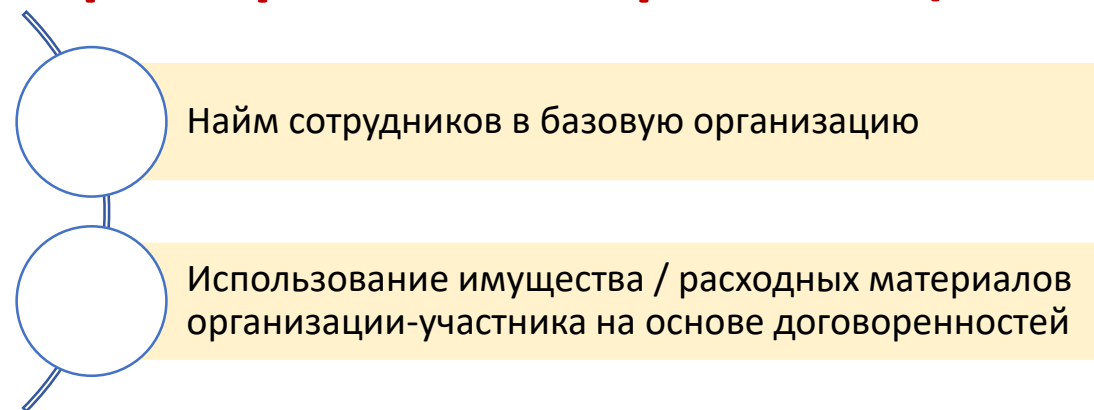 Найм сотрудников в базовую организацию
Использование имущества / расходных материалов
организации-участника на основе договоренностей